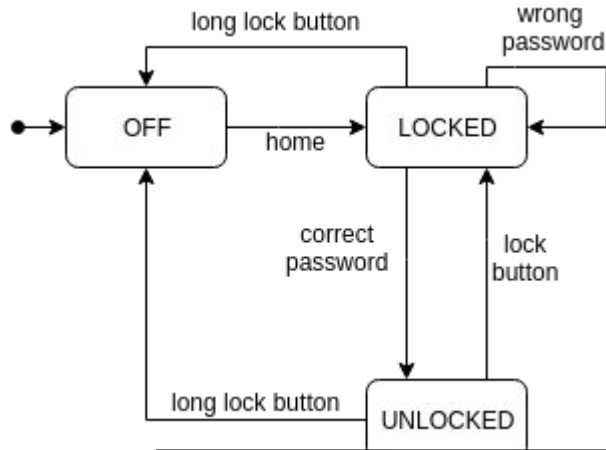 long lock button
wrong
password
OFF
home
LOCKED
correct
password
lock
button
long lock button
UNLOCKED